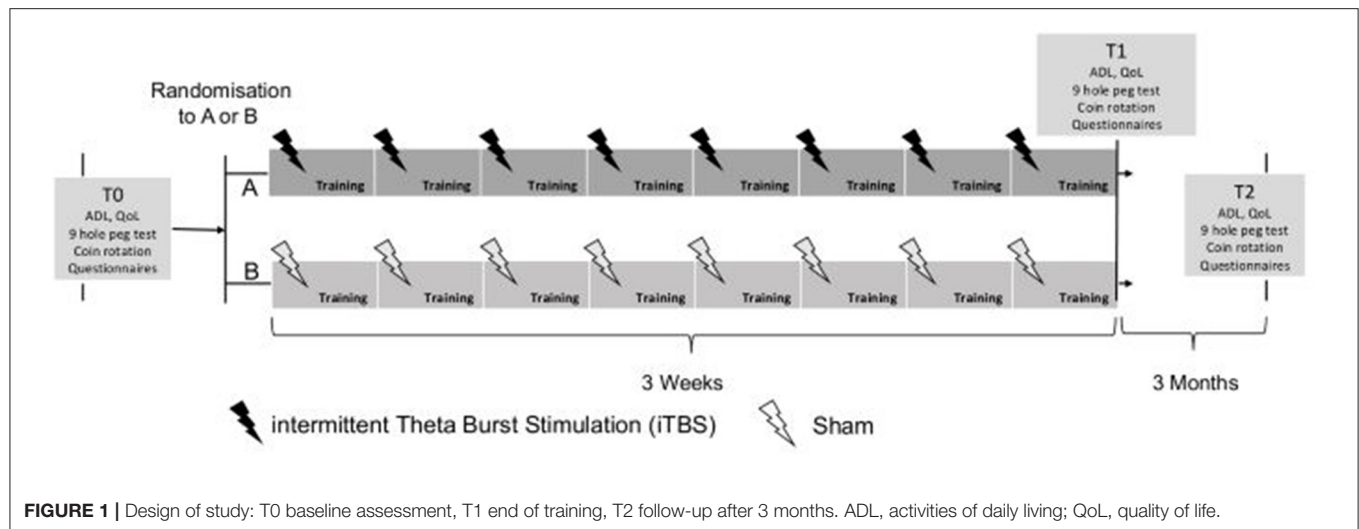 Randomisation
to A or B
T0
ADL, QoL
9 hole peg test
Coin rotation
Questionnaires
A
Training Training Training Training Training Training Training Training
B
Training Training Training Training Training Training Training Training
T1
ADL, QoL
9 hole peg test
Coin rotation
Questionnaires
T2
ADL, QoL
9 hole peg test
Coin rotation
Questionnaires
3 Weeks
3 Months
intermittent Theta Burst Stimulation (iTBS)
Sham
FIGURE 1 | Design of study: T0 baseline assessment, T1 end of training, T2 follow-up after 3 months. ADL, activities of daily living; QoL, quality of life.